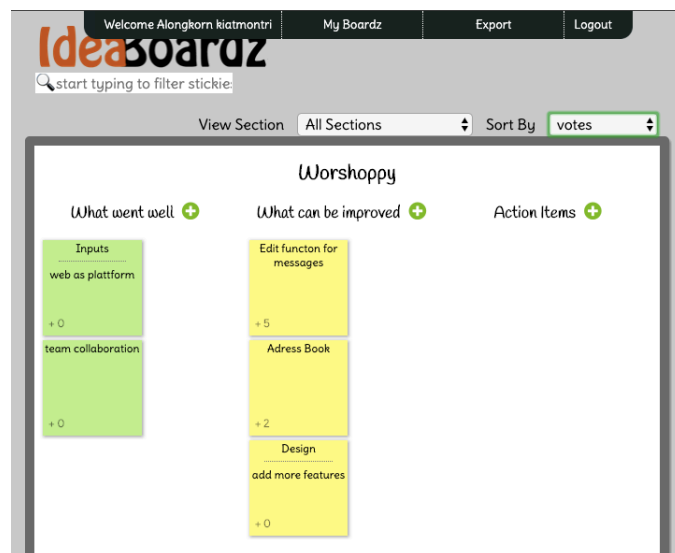 Welcome Alongkorn kiatmontri My Boardz Export Logout
IdeaBoardz
start typing to filter stickie:
View Section All Sections Sort By votes
Worshoppy
What went well What can be improved Action Items
Inputs
web as plattform
+ 0
team collaboration
+ 0
Edit functon for
messages
+ 5
Adress Book
+ 2
Design
add more features
+ 0